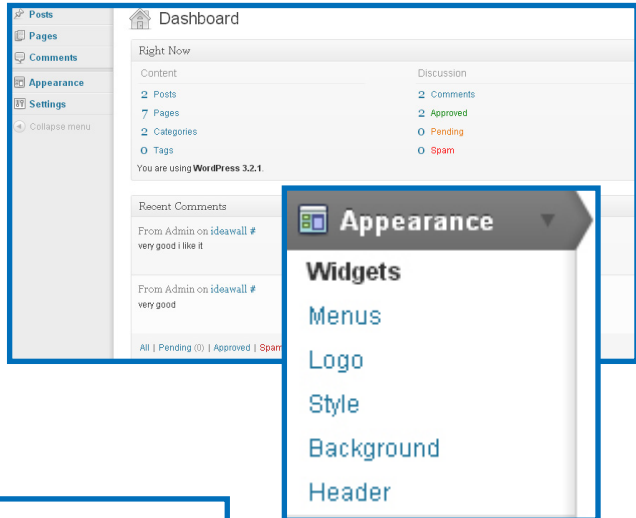 Posts
Pages
Comments
Appearance
Settings
Collapse menu
Dashboard
Right Now
Content
2 Posts
7 Pages
2 Categories
0 Tags
You are using WordPress 3.2.1.
Discussion
2 Comments
2 Approved
0 Pending
0 Spam
Recent Comments
From Admin on ideawall #
very good i like it
From Admin on ideawall #
very good
All | Pending (0) | Approved | Spam
Appearance
Widgets
Menus
Logo
Style
Background
Header